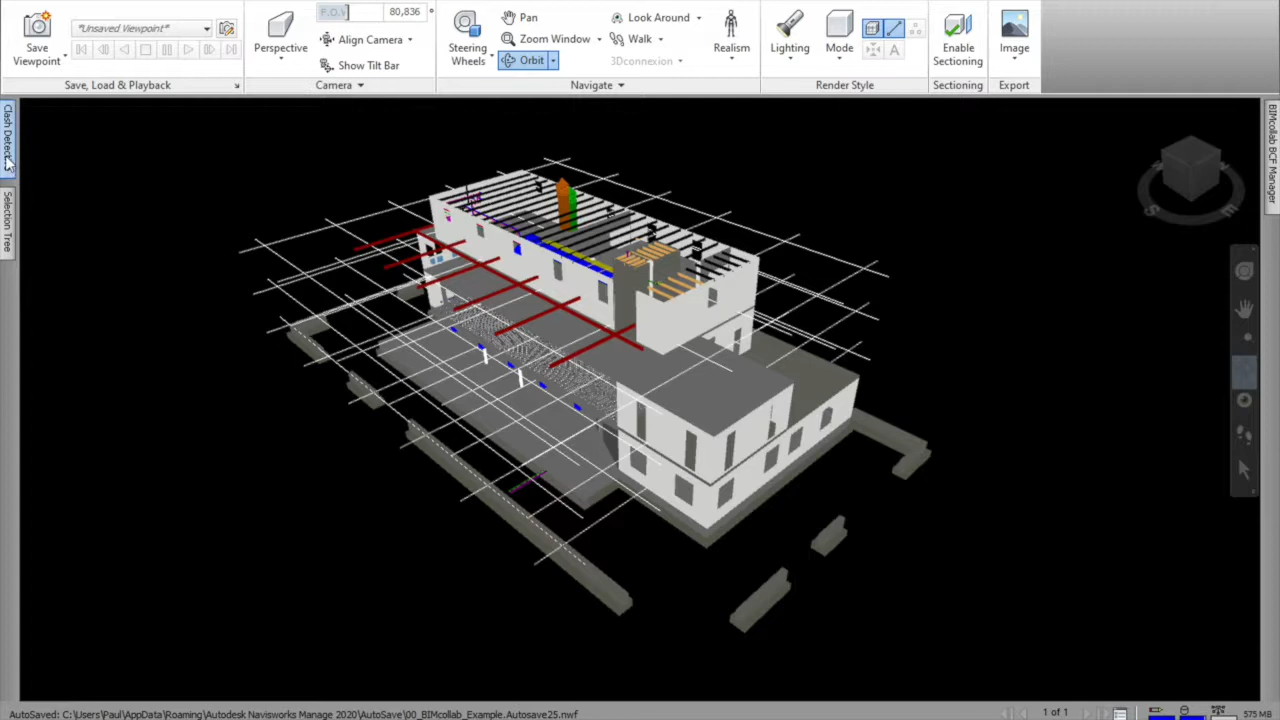 Save
Viewpoint
*Unsaved Viewpoint*
Save, Load & Playback
Perspective
F.O.V.
80,836
°
Align Camera
Show Tilt Bar
Camera
Steering
Wheels
Pan
Zoom Window
Orbit
Look Around
Walk
3Dconnexion
Navigate
Realism
Lighting
Mode
A
Render Style
Enable
Sectioning
Sectioning
Image
Export
Clash Detec
Selection Tree
BIMcollab BCF Manager
S
AutoSaved: C:\Users\Paul\AppData\Roaming\Autodesk Navisworks Manage 2020\AutoSave\00_BIMcollab_Example.Autosave25.nwf
1 of 1
575 MB